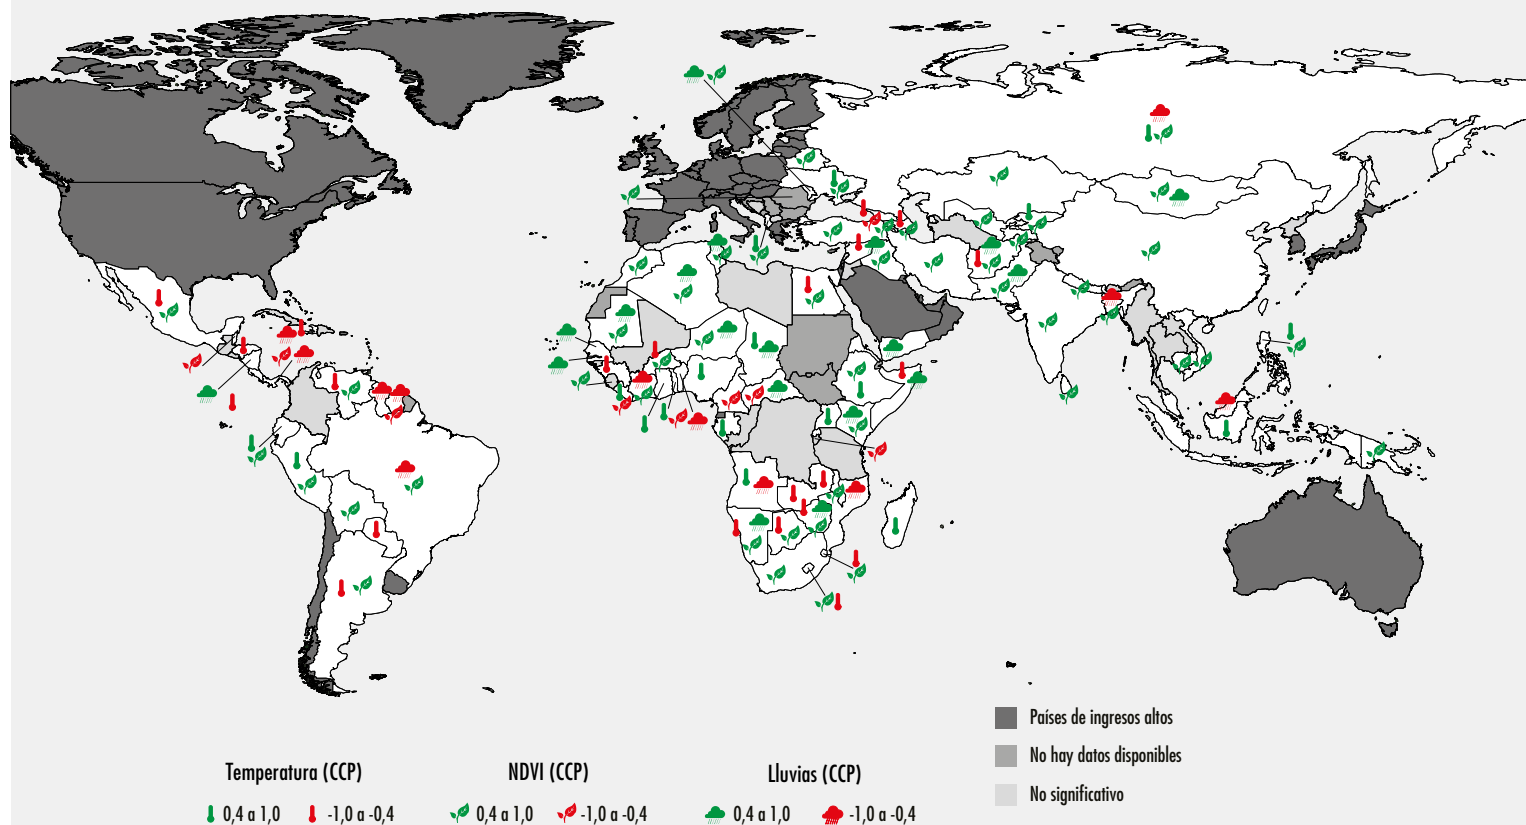 Países de ingresos altos
No hay datos disponibles
No significativo
Temperatura (CCP)
0,4 a 1,0
-1,0 a -0,4
NDVI (CCP)
0,4 a 1,0
-1,0 a -0,4
Lluvias (CCP)
0,4 a 1,0
-1,0 a -0,4